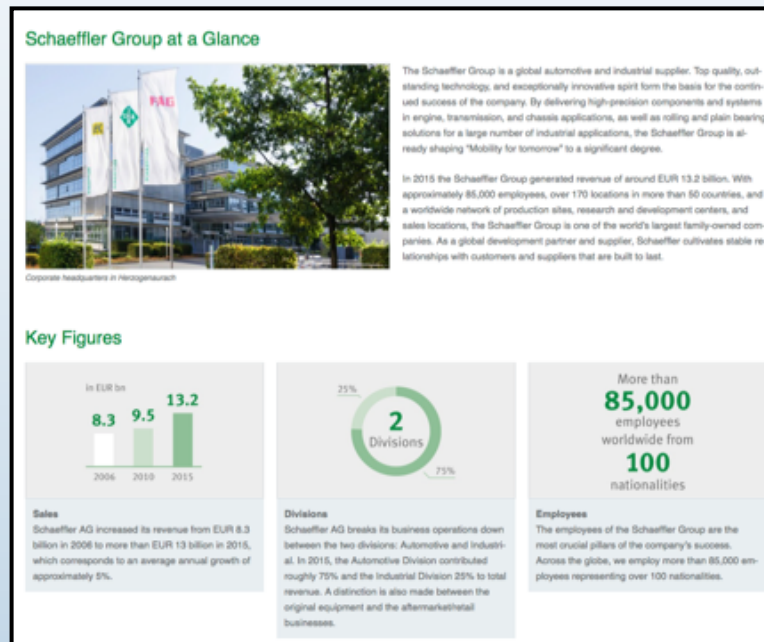 Schaeffler Group at a Glance
FAG
The Schaeffler Group is a global automotive and industrial supplier. Top quality, out-
standing technology, and exceptionally innovative spirit form the basis for the contin-
ued success of the company. By delivering high-precision components and systems
in engine, transmission, and chassis applications, as well as rolling and plain bearing
solutions for a large number of industrial applications, the Schaeffler Group is al-
ready shaping "Mobility for tomorrow" to a significant degree.
In 2015 the Schaeffler Group generated revenue of around EUR 13.2 billion. With
approximately 85,000 employees, over 170 locations in more than 50 countries, and
a worldwide network of production sites, research and development centers, and
sales locations, the Schaeffler Group is one of the world's largest family-owned com-
panies. As a global development partner and supplier, Schaeffler cultivates stable re-
lationships with customers and suppliers that are built to last.
Corporate headquarters in Herzogenaurach
Key Figures
in EUR bn
8.3 9.5 13.2
2006 2010 2015
Sales
Schaeffler AG increased its revenue from EUR 8.3
billion in 2006 to more than EUR 13 billion in 2015,
which corresponds to an average annual growth of
approximately 5%.
25%
2
Divisions
75%
Divisions
Schaeffler AG breaks its business operations down
between the two divisions: Automotive and Industri-
al. In 2015, the Automotive Division contributed
roughly 75% and the Industrial Division 25% to total
revenue. A distinction is also made between the
original equipment and the aftermarket/retail
businesses.
More than
85,000
employees
worldwide from
100
nationalities
Employees
The employees of the Schaeffler Group are the
most crucial pillars of the company's success.
Across the globe, we employ more than 85,000 em-
ployees representing over 100 nationalities.